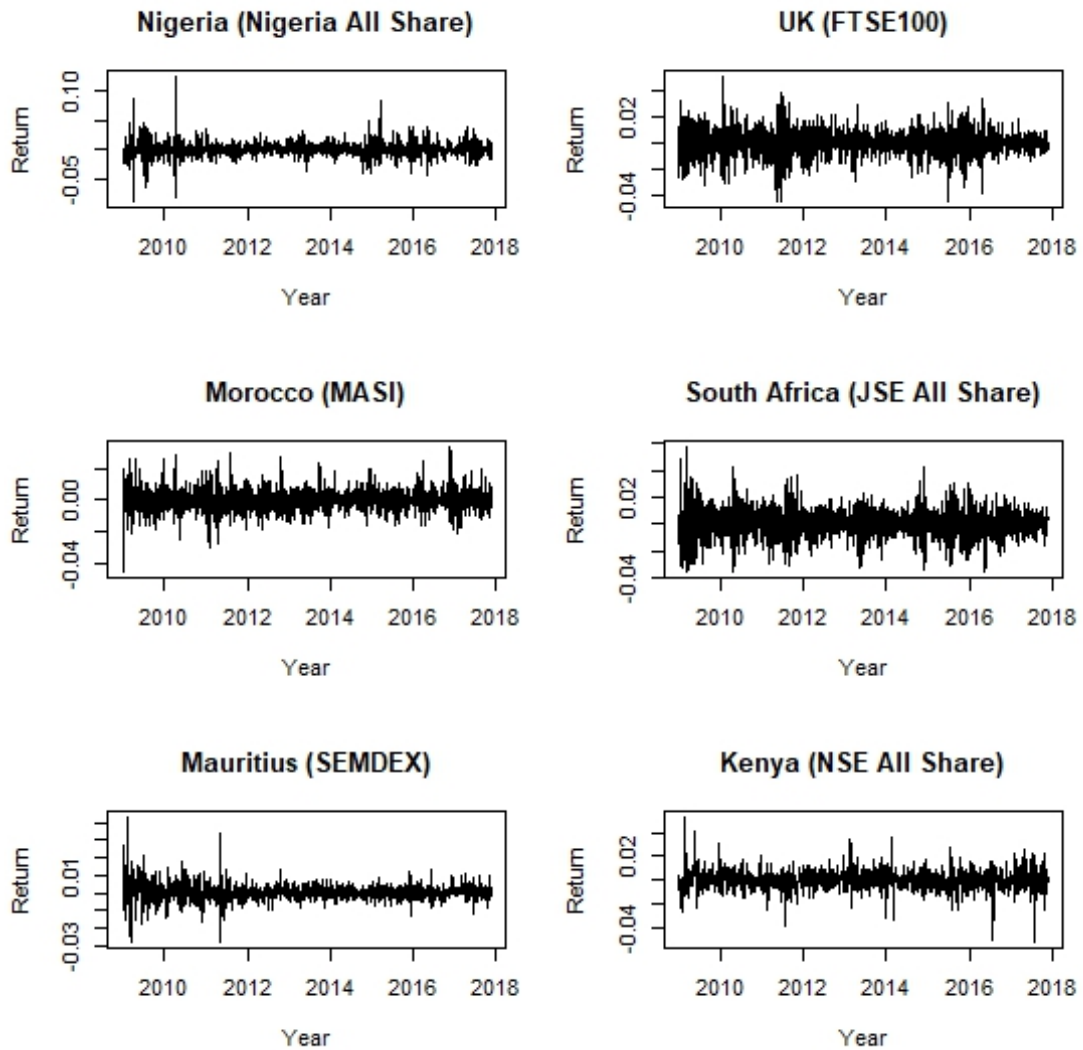 Nigeria (Nigeria All Share)
Return
0.10
-0.05
2010 2012 2014 2016 2018
Year
UK (FTSE100)
Return
0.02
-0.04
2010 2012 2014 2016 2018
Year
Morocco (MASI)
Return
0.00
-0.04
2010 2012 2014 2016 2018
Year
South Africa (JSE All Share)
Return
0.02
-0.04
2010 2012 2014 2016 2018
Year
Mauritius (SEMDEX)
Return
0.01
-0.03
2010 2012 2014 2016 2018
Year
Kenya (NSE All Share)
Return
0.02
-0.04
2010 2012 2014 2016 2018
Year